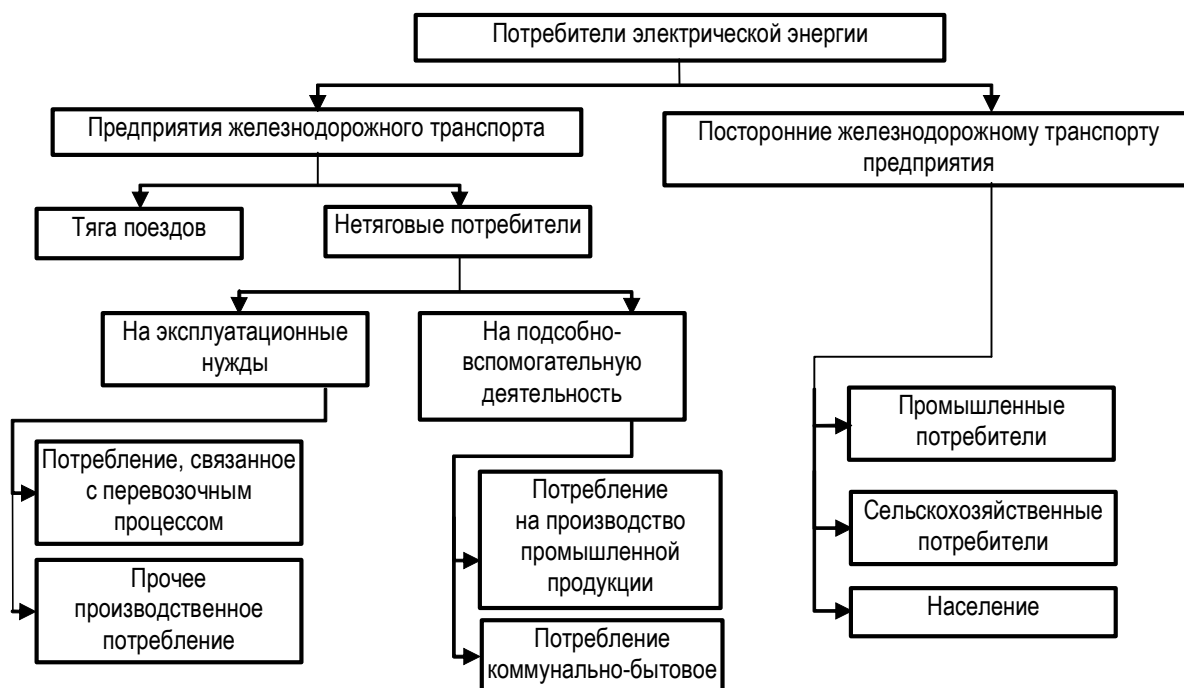 Потребители электрической энергии
Предприятия железнодорожного транспорта
Посторонние железнодорожному транспорту
предприятия
Тяга поездов
Нетяговые потребители
На эксплуатационные
нужды
На подсобно-
вспомогательную
деятельность
Потребление, связанное
с перевозочным
процессом
Прочее
производственное
потребление
Потребление
на производство
промышленной
продукции
Потребление
коммунально-бытовое
Промышленные
потребители
Сельскохозяйственные
потребители
Население